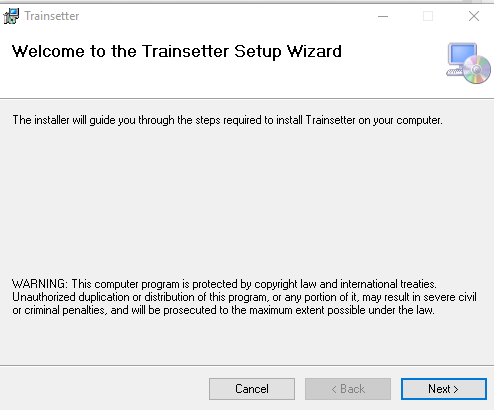 Trainsetter
Welcome to the Trainsetter Setup Wizard
The installer will guide you through the steps required to install Trainsetter on your computer.
WARNING: This computer program is protected by copyright law and international treaties.
Unauthorized duplication or distribution of this program, or any portion of it, may result in severe civil
or criminal penalties, and will be prosecuted to the maximum extent possible under the law.
Cancel
< Back
Next >